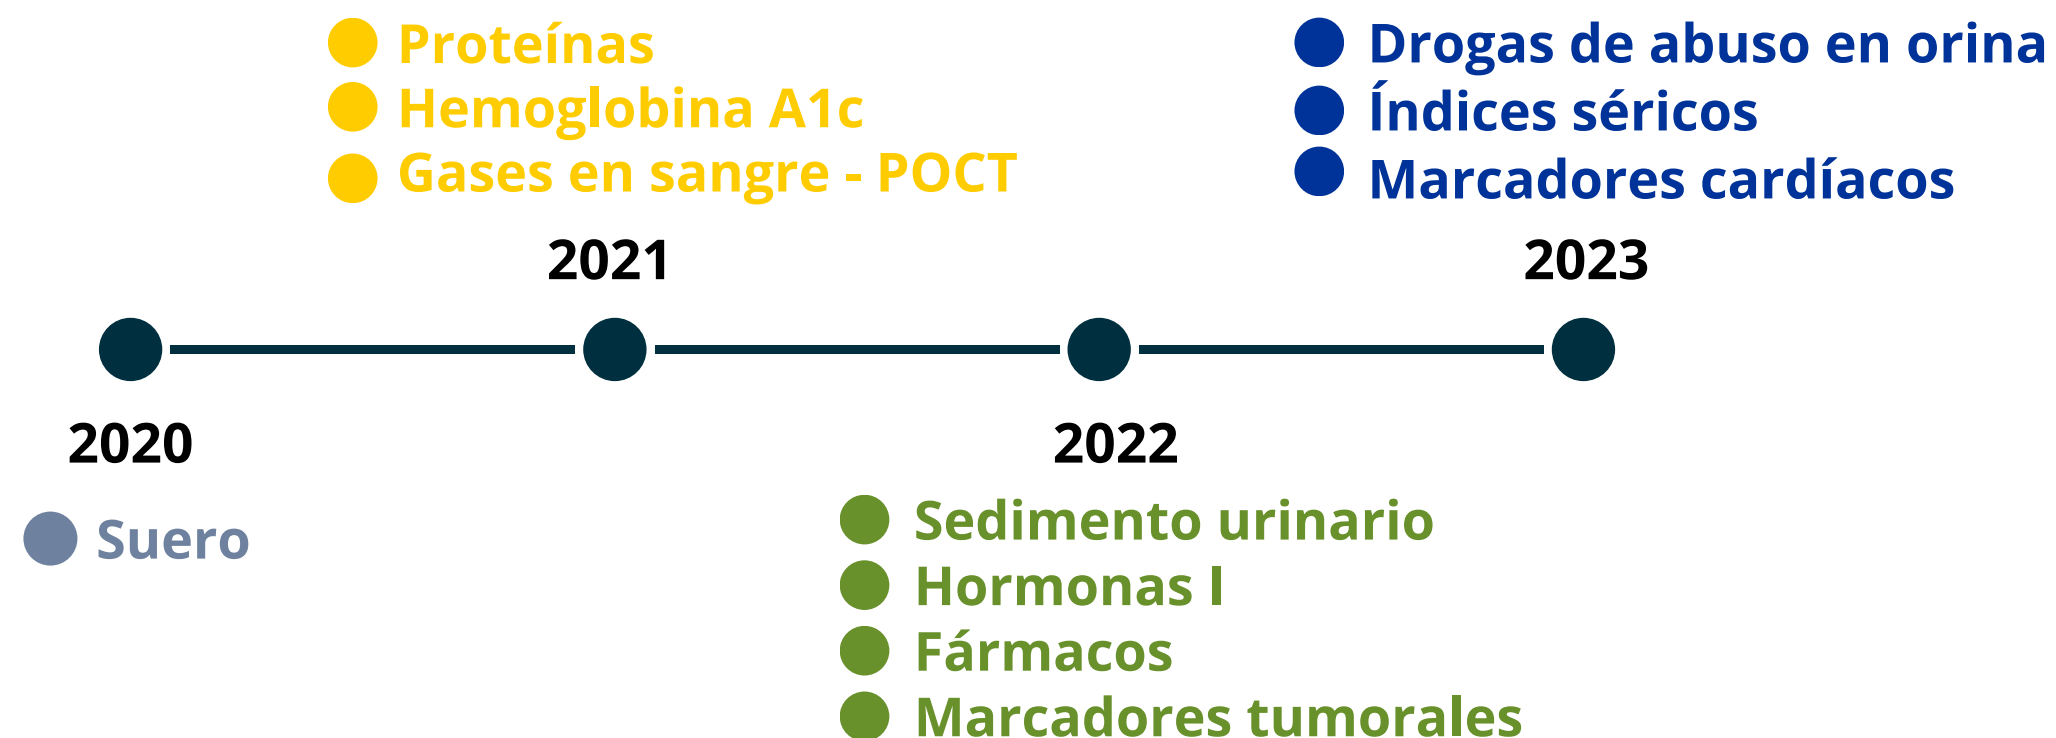 Proteínas
Hemoglobina A1c
Gases en sangre - POCT
Drogas de abuso en orina
Índices séricos
Marcadores cardíacos
2021
2023
2020
2022
Suero
Sedimento urinario
Hormonas I
Fármacos
Marcadores tumorales